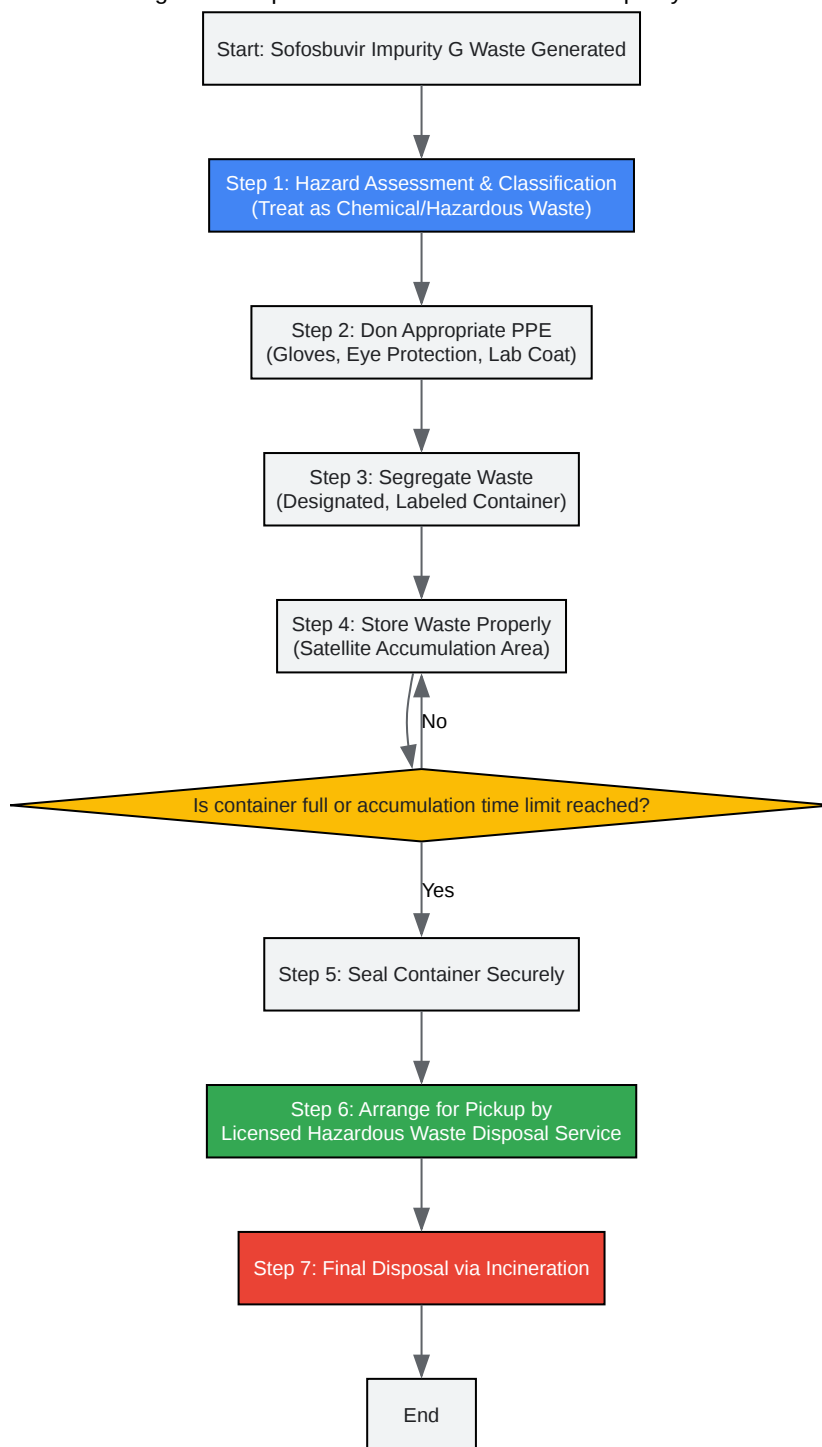 Start: Sofosbuvir Impurity G Waste Generated
Step 1: Hazard Assessment & Classification
(Treat as Chemical/Hazardous Waste)
Step 2: Don Appropriate PPE
(Gloves, Eye Protection, Lab Coat)
Step 3: Segregate Waste
(Designated, Labeled Container)
Step 4: Store Waste Properly
(Satellite Accumulation Area)
No
Is container full or accumulation time limit reached?
Yes
Step 5: Seal Container Securely
Step 6: Arrange for Pickup by
Licensed Hazardous Waste Disposal Service
Step 7: Final Disposal via Incineration
End